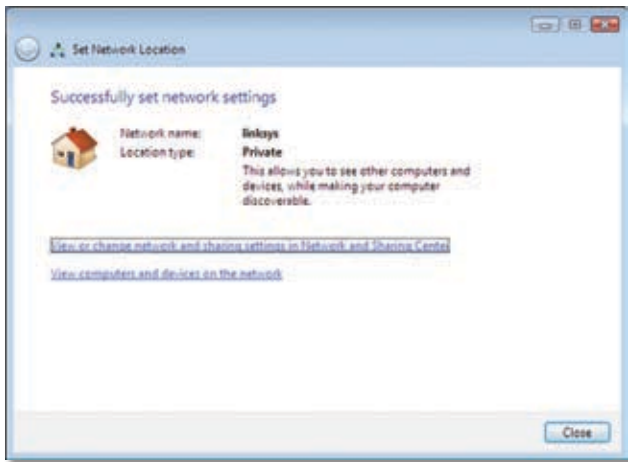 Set Network Location
Successfully set network settings
Network name: linksys
Location type: Private
This allows you to see other computers and
devices, while making your computer
discoverable.
View or change network and sharing settings in Network and Sharing Center
View computers and devices on the network
Close